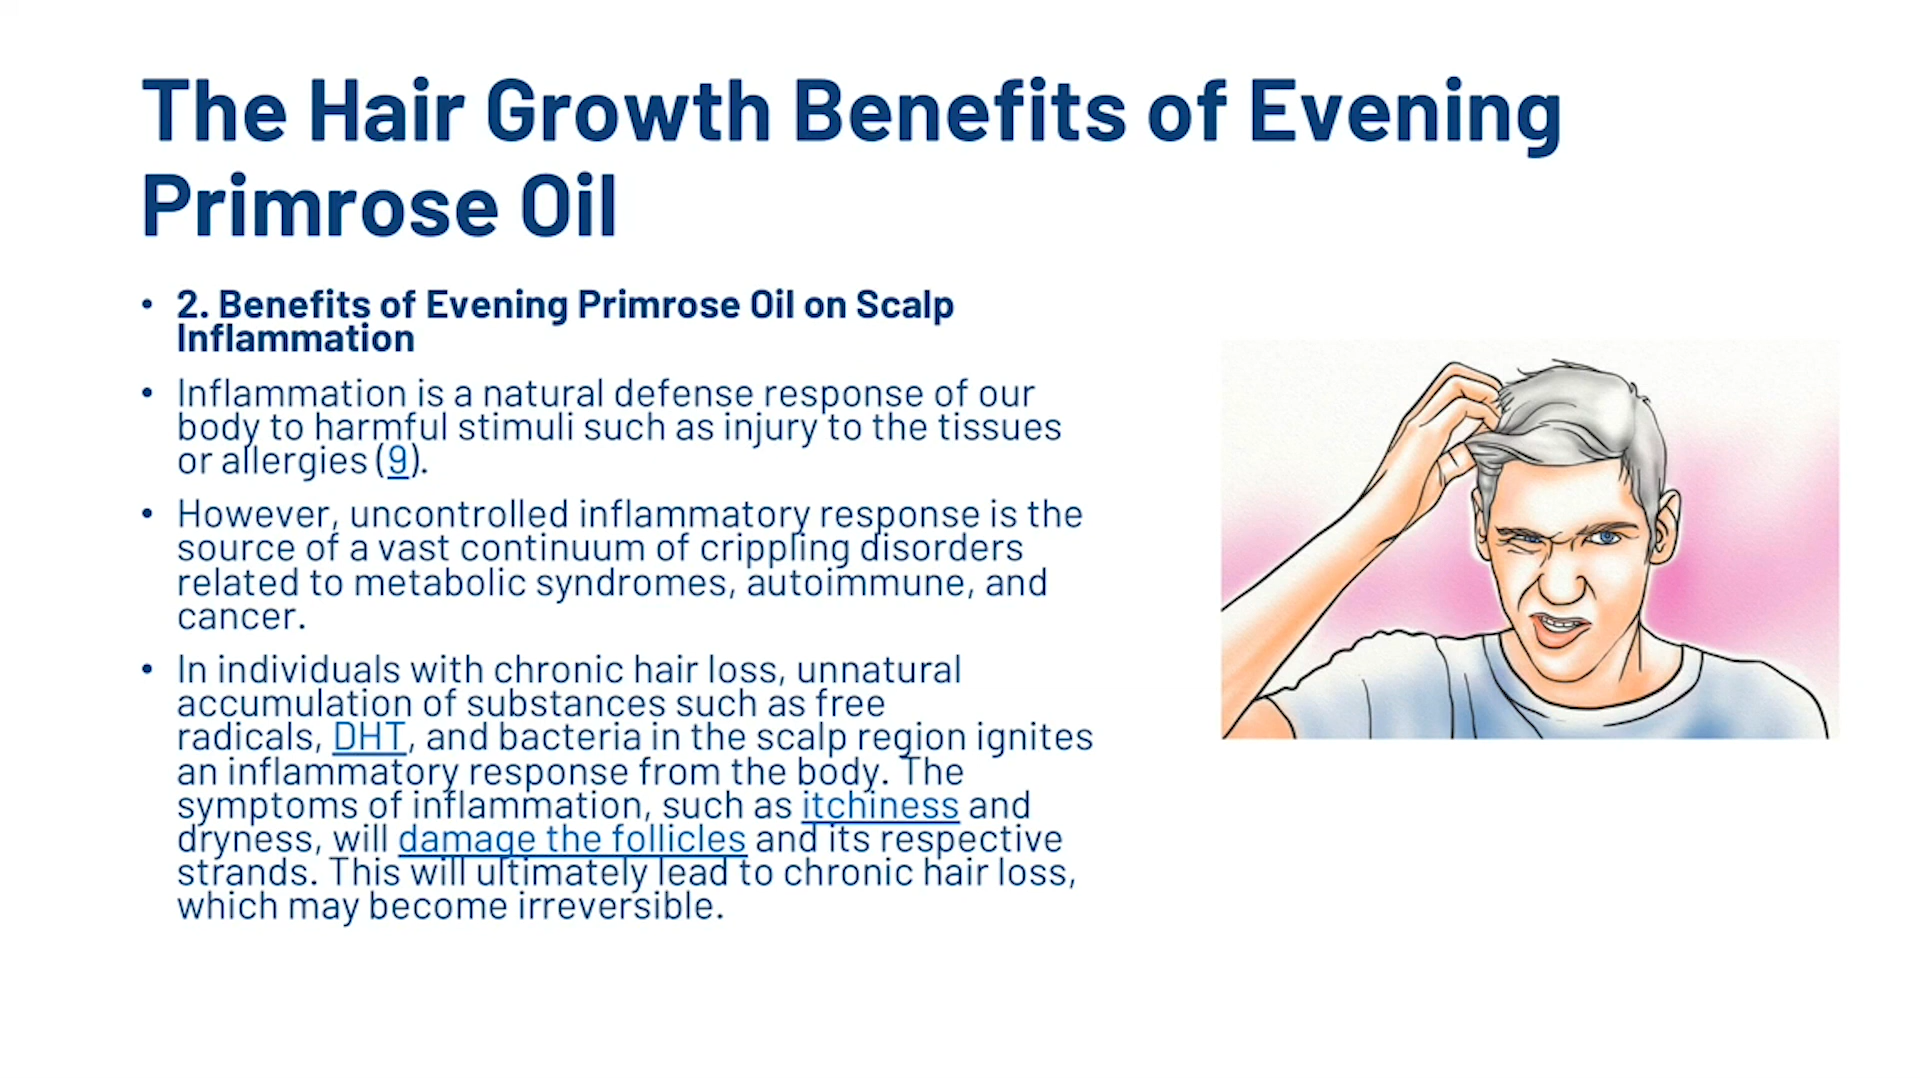 The Hair Growth Benefits of Evening
Primrose Oil
• 2. Benefits of Evening Primrose Oil on Scalp
Inflammation
• Inflammation is a natural defense response of our
body to harmful stimuli such as injury to the tissues
or allergies (9).
• However, uncontrolled inflammatory response is the
source of a vast continuum of crippling disorders
related to metabolic syndromes, autoimmune, and
cancer.
• In individuals with chronic hair loss, unnatural
accumulation of substances such as free
radicals, DHT, and bacteria in the scalp region ignites
an inflammatory response from the body. The
symptoms of inflammation, such as itchiness and
dryness, will damage the follicles and its respective
strands. This will ultimately lead to chronic hair loss,
which may become irreversible.